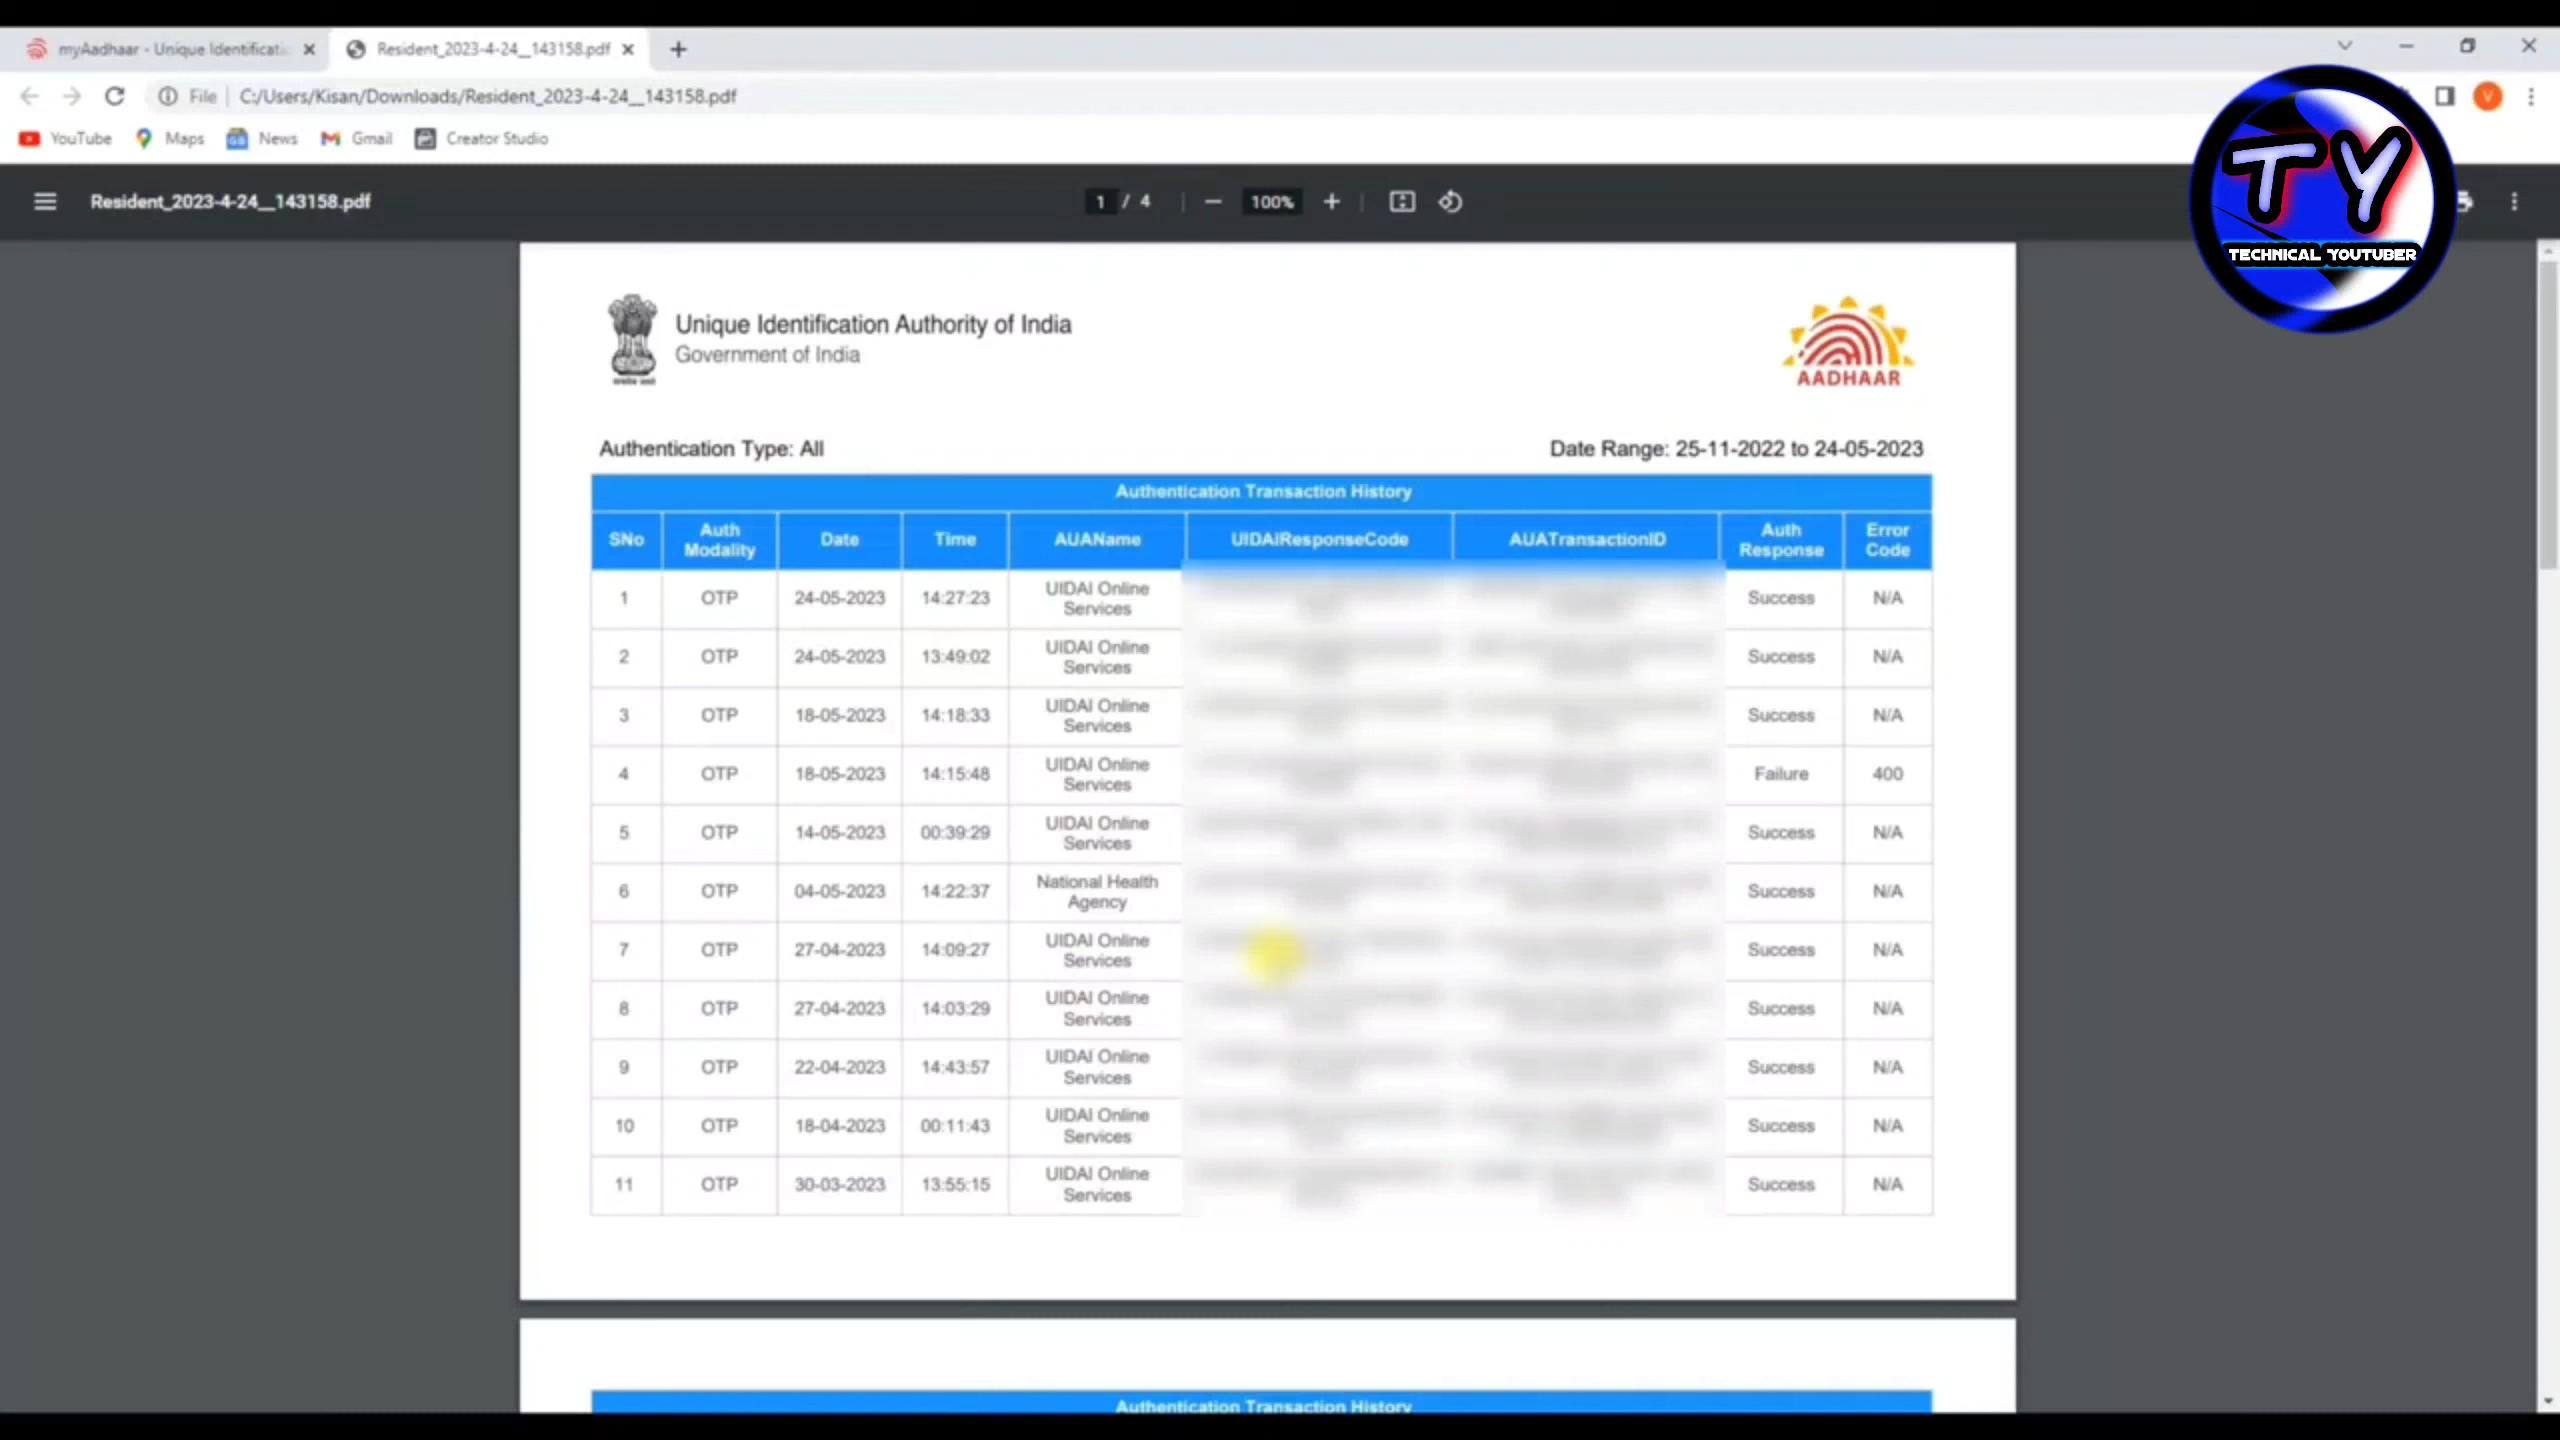 myAadhaar - Unique Identificati
Resident_2023-4-24__143158.pdf
File C:/Users/Kisan/Downloads/Resident_2023-4-24__143158.pdf
V
YouTube Maps News Gmail Creator Studio
Resident_2023-4-24__143158.pdf 1 / 4 100%
TY
TECHNICAL YOUTUBER
Unique Identification Authority of India
Government of India
AADHAAR
Authentication Type: All Date Range: 25-11-2022 to 24-05-2023
Authentication Transaction History
SNo Auth Modality Date Time AUAName UIDAIResponseCode AUATransactionID Auth Response Error Code
1 OTP 24-05-2023 14:27:23 UIDAI Online Services Success N/A
2 OTP 24-05-2023 13:49:02 UIDAI Online Services Success N/A
3 OTP 18-05-2023 14:18:33 UIDAI Online Services Success N/A
4 OTP 18-05-2023 14:15:48 UIDAI Online Services Failure 400
5 OTP 14-05-2023 00:39:29 UIDAI Online Services Success N/A
6 OTP 04-05-2023 14:22:37 National Health Agency Success N/A
7 OTP 27-04-2023 14:09:27 UIDAI Online Services Success N/A
8 OTP 27-04-2023 14:03:29 UIDAI Online Services Success N/A
9 OTP 22-04-2023 14:43:57 UIDAI Online Services Success N/A
10 OTP 18-04-2023 00:11:43 UIDAI Online Services Success N/A
11 OTP 30-03-2023 13:55:15 UIDAI Online Services Success N/A
Authentication Transaction History